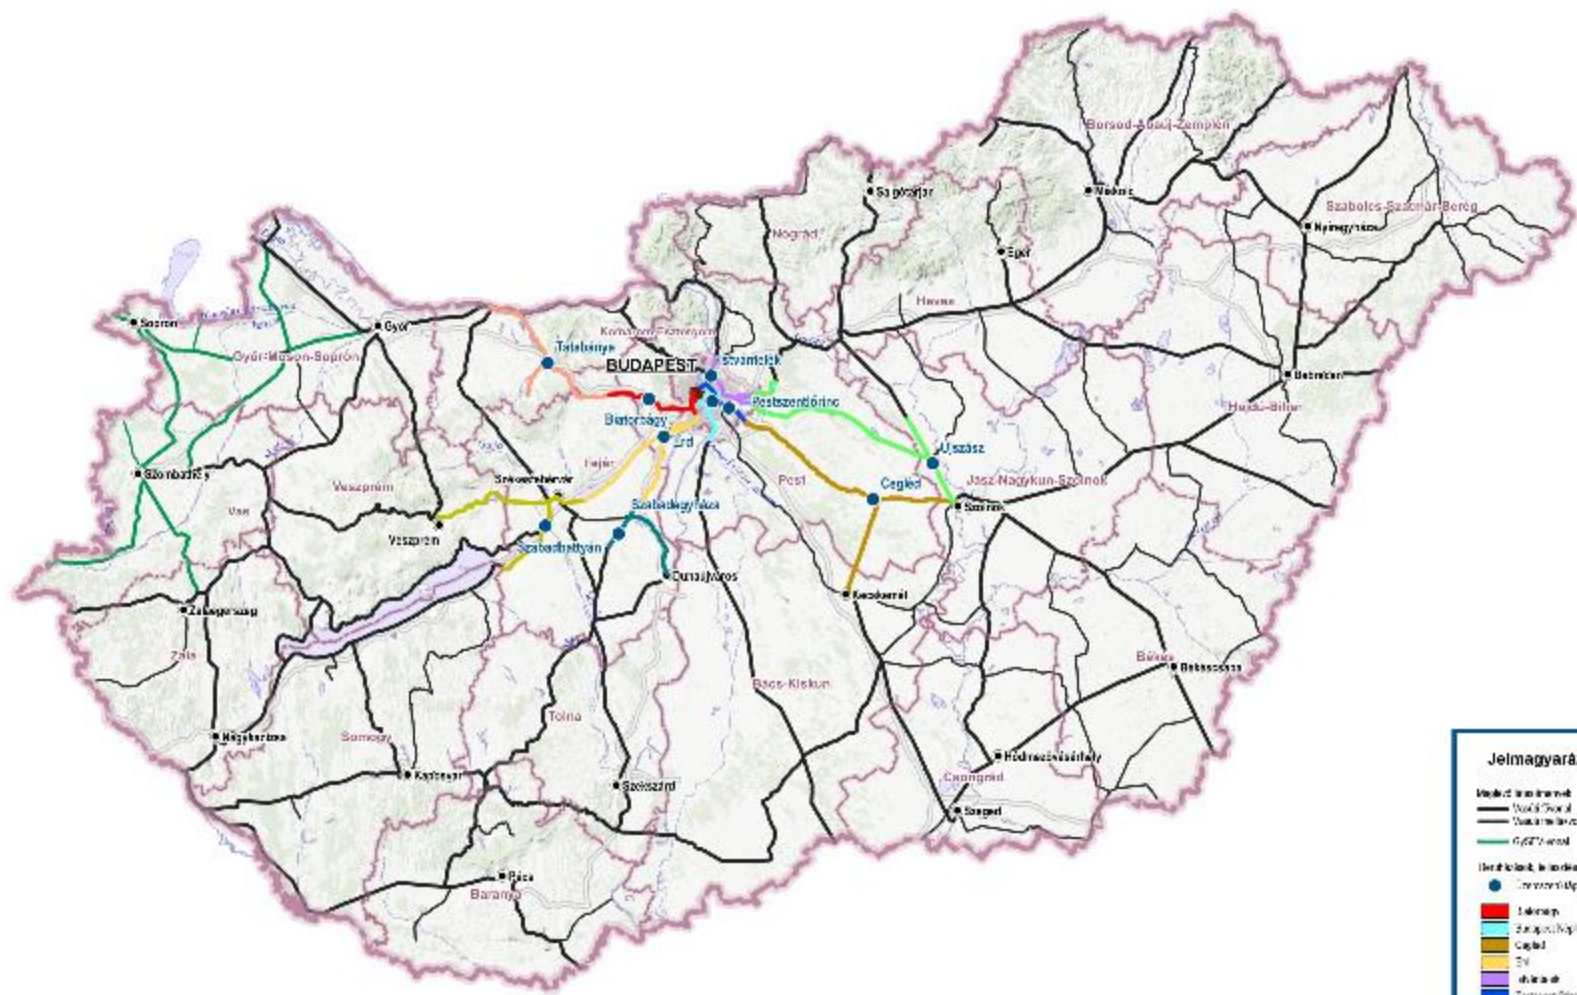 Borsod-Abaúj-Zemplén
Salgótarján
Miskolc
Szabolcs-Szatmár-Bereg
Nyíregyháza
Nógrád
Eger
Heves
Sopron
Győr
Győr-Moson-Sopron
Komárom-Esztergom
Tatabánya
BUDAPEST
Istvántelek
Debrecen
Hajdú-Bihar
Pestszentlőrinc
Biatorbágy
Érd
Újszász
Szombathely
Fejér
Székesfehérvár
Pest
Cegléd
Jász-Nagykun-Szolnok
Veszprém
Vas
Szabadegyháza
Szolnok
Veszprém
Szabadbattyán
Dunaújváros
Kecskemét
Zalaegerszeg
Zala
Békés
Békéscsaba
Bács-Kiskun
Tolna
Nagykanizsa
Somogy
Kaposvár
Szekszárd
Hódmezővásárhely
Csongrád
Szeged
Pécs
Baranya
Jelmagyaráz
Biatorbágy
Cegléd
Érd